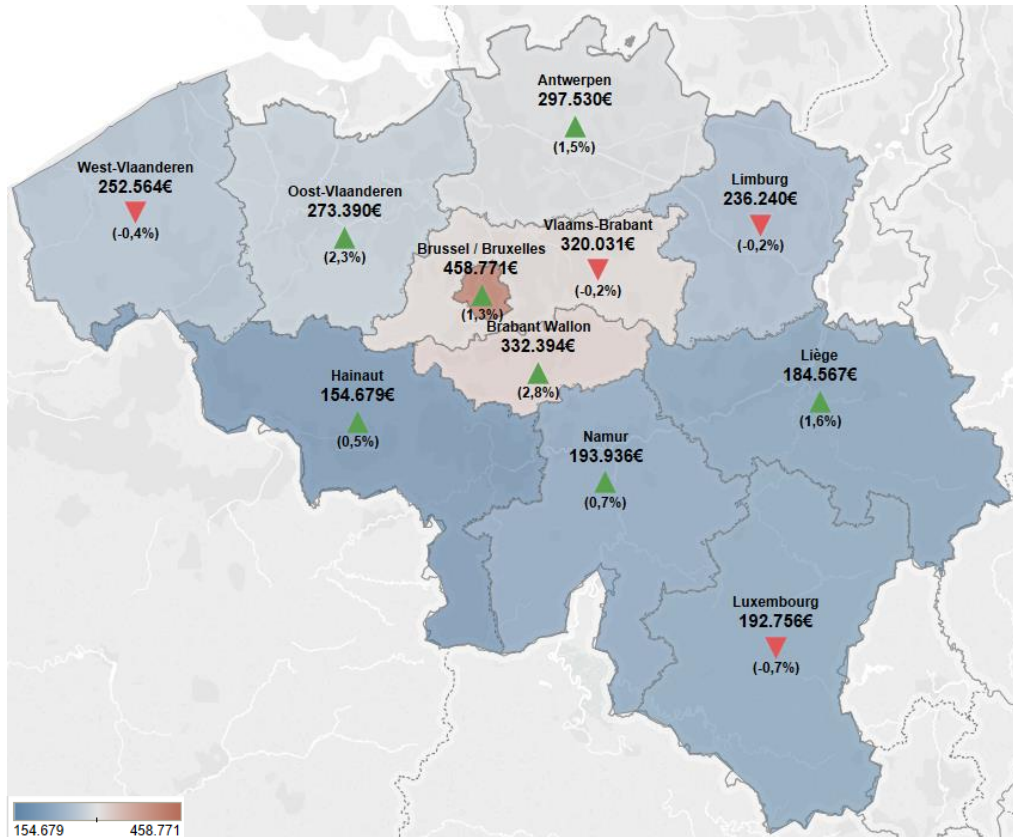 Antwerpen
297.530€
(1,5%)
West-Vlaanderen
252.564€
(-0,4%)
Oost-Vlaanderen
273.390€
(2,3%)
Limburg
236.240€
(-0,2%)
Vlaams-Brabant
320.031€
(-0,2%)
Brussel / Bruxelles
458.771€
(1,3%)
Brabant Wallon
332.394€
(2,8%)
Hainaut
154.679€
(0,5%)
Liège
184.567€
(1,6%)
Namur
193.936€
(0,7%)
Luxembourg
192.756€
(-0,7%)
154.679 458.771